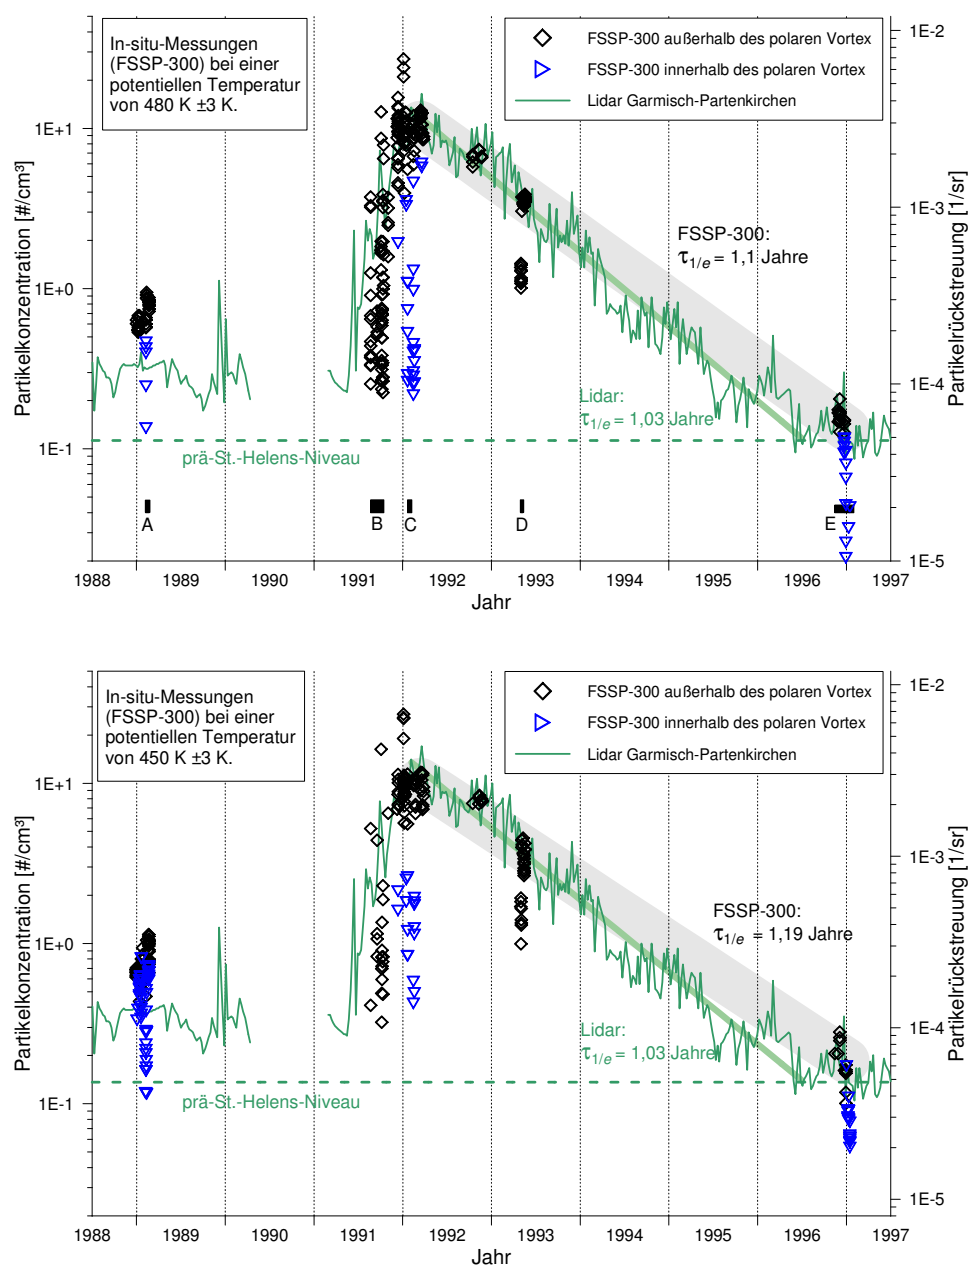 In-situ-Messungen
(FSSP-300) bei einer
potentiellen Temperatur
von 480 K ±3 K.
FSSP-300 außerhalb des polaren Vortex
FSSP-300 innerhalb des polaren Vortex
Lidar Garmisch-Partenkirchen
Partikelkonzentration [#/cm³]
1E+1
1E+0
1E-1
1E-2
1E-3
1E-4
1E-5
Partikelrückstreuung [1/sr]
FSSP-300:
τ1/e = 1,1 Jahre
Lidar:
τ1/e = 1,03 Jahre
prä-St.-Helens-Niveau
A
B
C
D
E
1988
1989
1990
1991
1992
1993
1994
1995
1996
1997
Jahr
In-situ-Messungen
(FSSP-300) bei einer
potentiellen Temperatur
von 450 K ±3 K.
FSSP-300 außerhalb des polaren Vortex
FSSP-300 innerhalb des polaren Vortex
Lidar Garmisch-Partenkirchen
Partikelkonzentration [#/cm³]
1E+1
1E+0
1E-1
1E-2
1E-3
1E-4
1E-5
Partikelrückstreuung [1/sr]
FSSP-300:
τ1/e = 1,19 Jahre
Lidar:
τ1/e = 1,03 Jahre
prä-St.-Helens-Niveau
1988
1989
1990
1991
1992
1993
1994
1995
1996
1997
Jahr